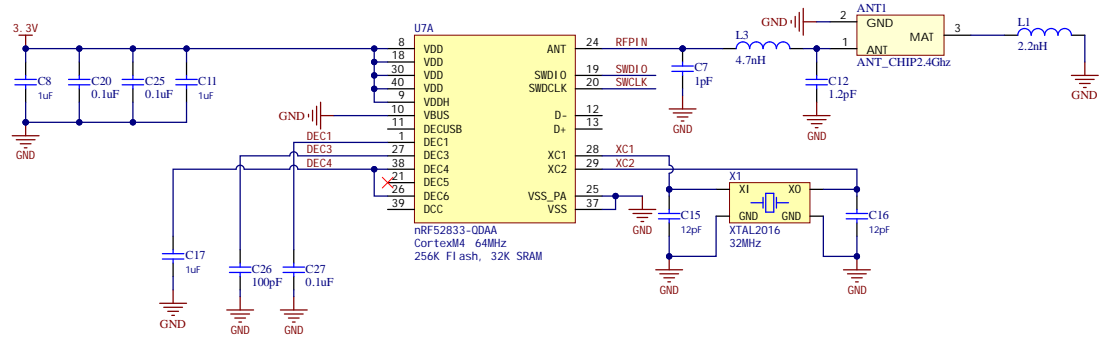 3.3V
C8
1uF
C20
0.1uF
C25
0.1uF
C11
1uF
GND
U7A
8 VDD
18 VDD
30 VDD
40 VDD
9 VDDH
10 VBUS
11 DECUSB
1 DEC1
27 DEC3
38 DEC4
21 DEC5
26 DEC6
39 DCC
ANT 24
SWDIO 19
SWDCLK 20
D- 12
D+ 13
XC1 28
XC2 29
VSS_PA 25
VSS 37
nRF52833-QDAA
CortexM4 64MHz
256K Flash, 32K SRAM
GND
DEC1
DEC3
DEC4
C17
1uF
GND
C26
100pF
GND
C27
0.1uF
GND
RFPIN
SWDIO
SWCLK
XC1
XC2
GND
C7
1pF
GND
L3
4.7nH
C12
1.2pF
GND
GND
ANT1
2 GND
1 ANT
MAT 3
ANT_CHIP2.4Ghz
L1
2.2nH
GND
C15
12pF
GND
X1
XI XO
GND GND
XTAL2016
32MHz
C16
12pF
GND